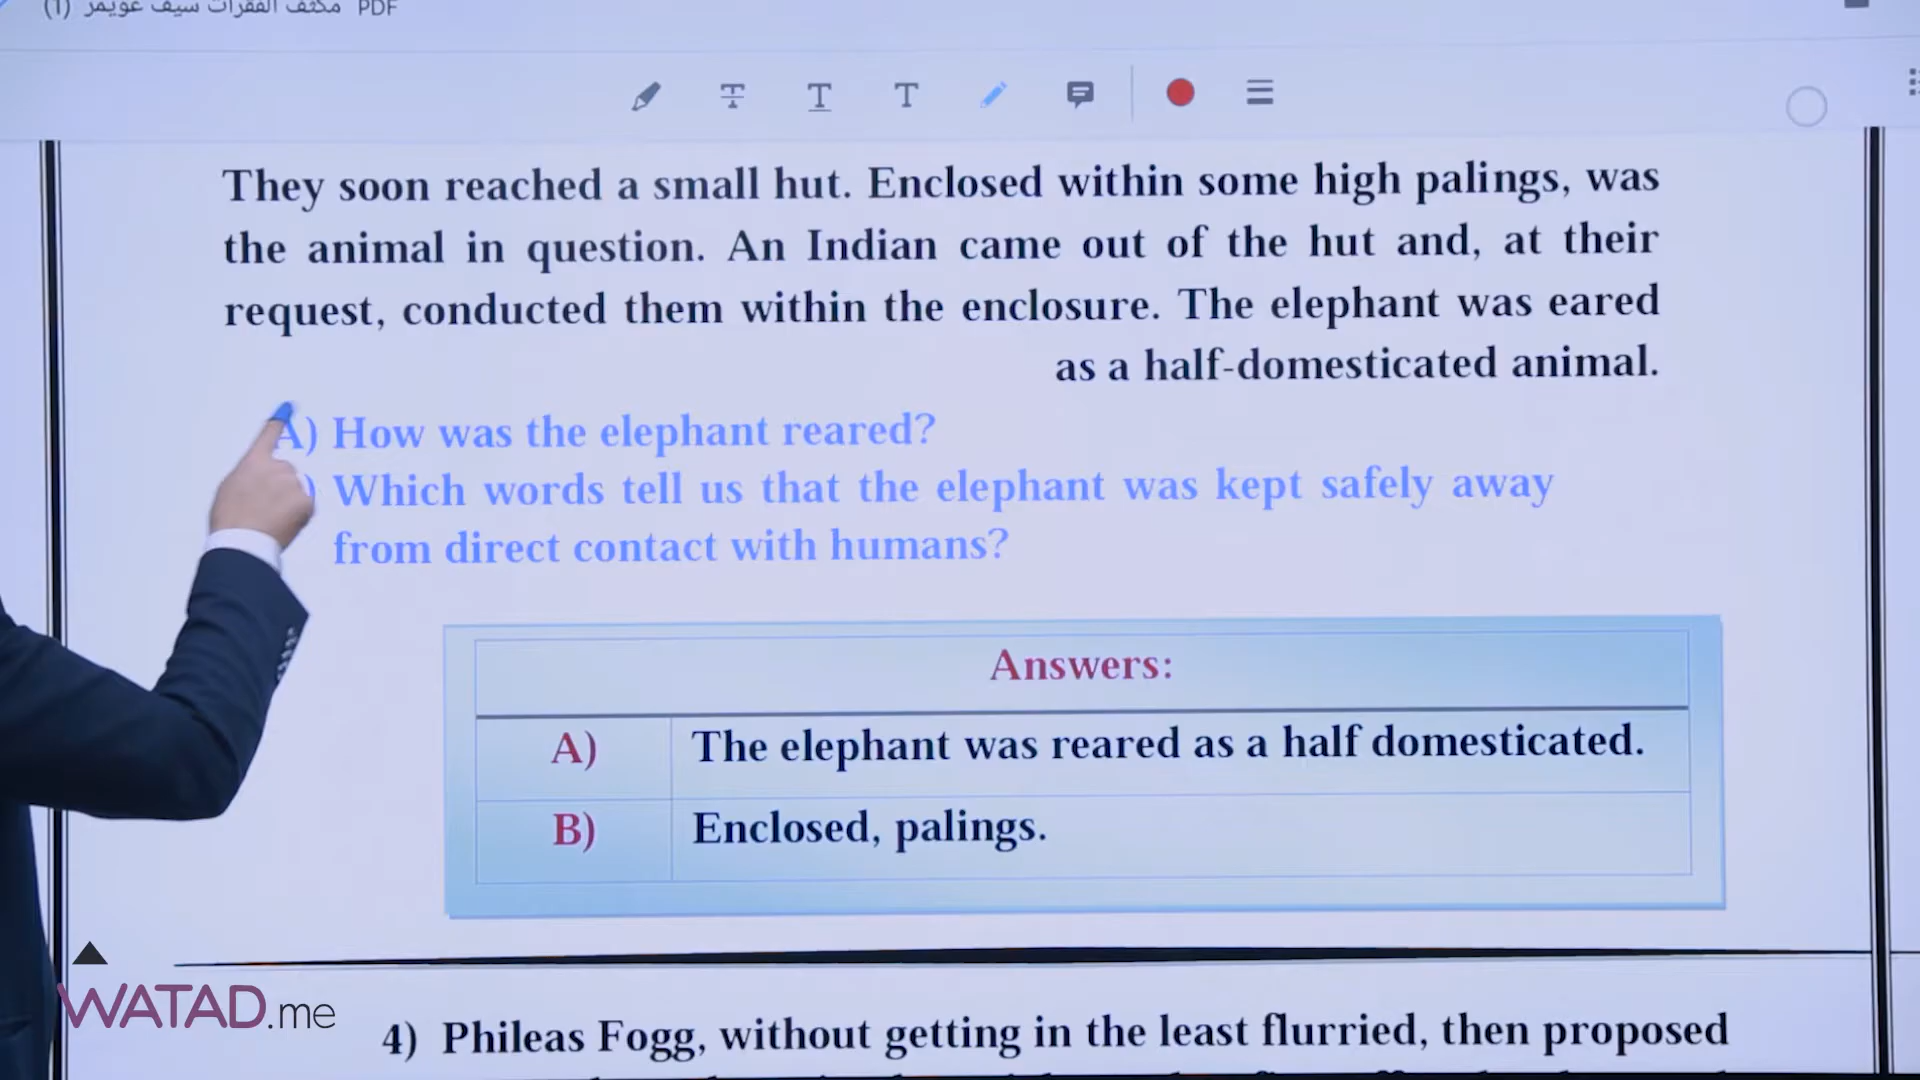 (1) مكثف الفقرات سيف عويمر PDF
They soon reached a small hut. Enclosed within some high palings, was
the animal in question. An Indian came out of the hut and, at their
request, conducted them within the enclosure. The elephant was eared
as a half-domesticated animal.
A) How was the elephant reared?
) Which words tell us that the elephant was kept safely away
from direct contact with humans?
Answers:
A) The elephant was reared as a half domesticated.
B) Enclosed, palings.
WATAD.me
4) Phileas Fogg, without getting in the least flurried, then proposed